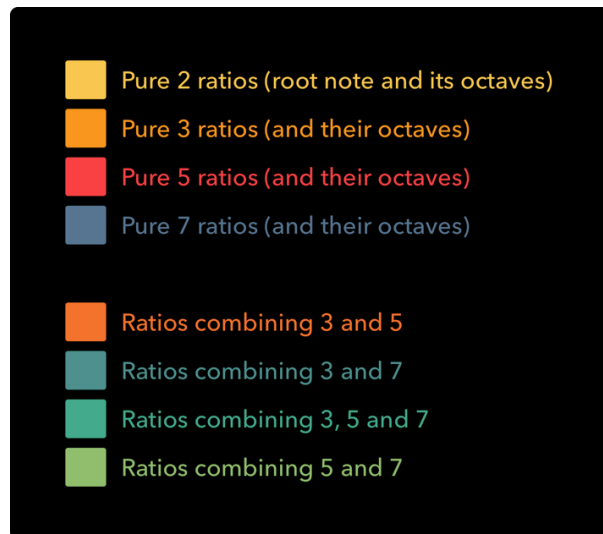 Pure 2 ratios (root note and its octaves)
Pure 3 ratios (and their octaves)
Pure 5 ratios (and their octaves)
Pure 7 ratios (and their octaves)
Ratios combining 3 and 5
Ratios combining 3 and 7
Ratios combining 3, 5 and 7
Ratios combining 5 and 7